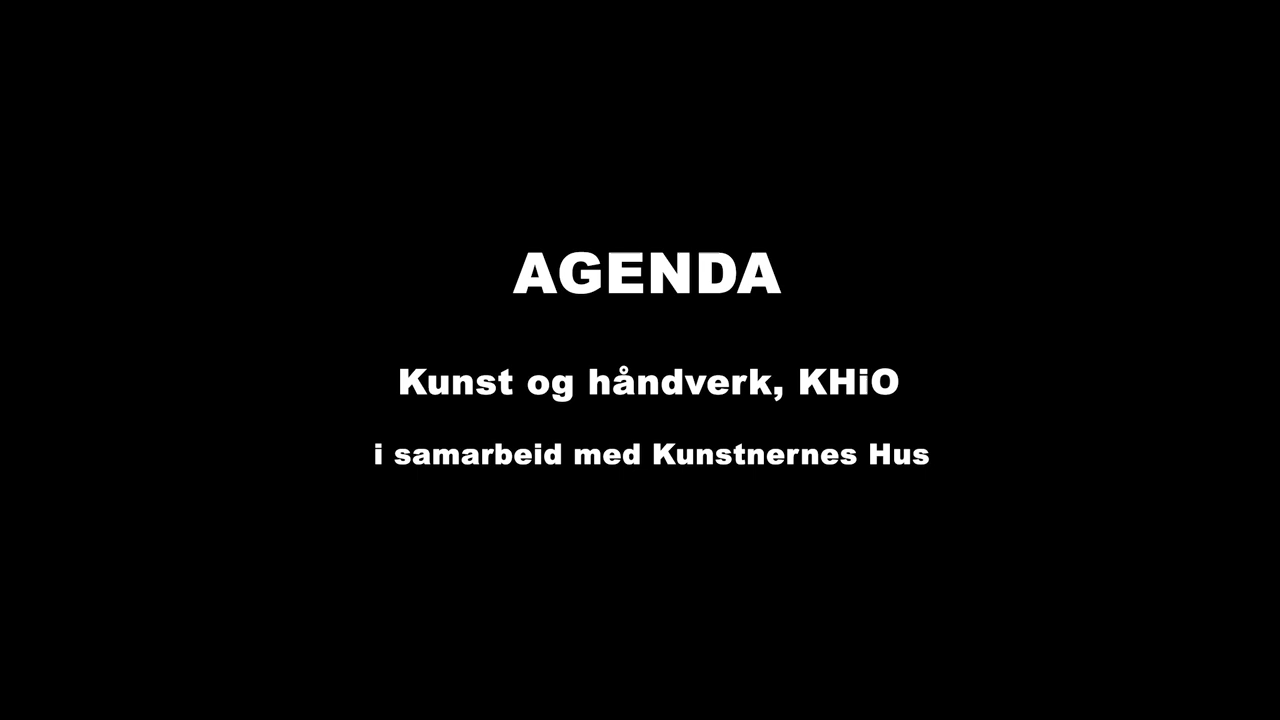 AGENDA
Kunst og håndverk, KHiO
i samarbeid med Kunstnernes Hus